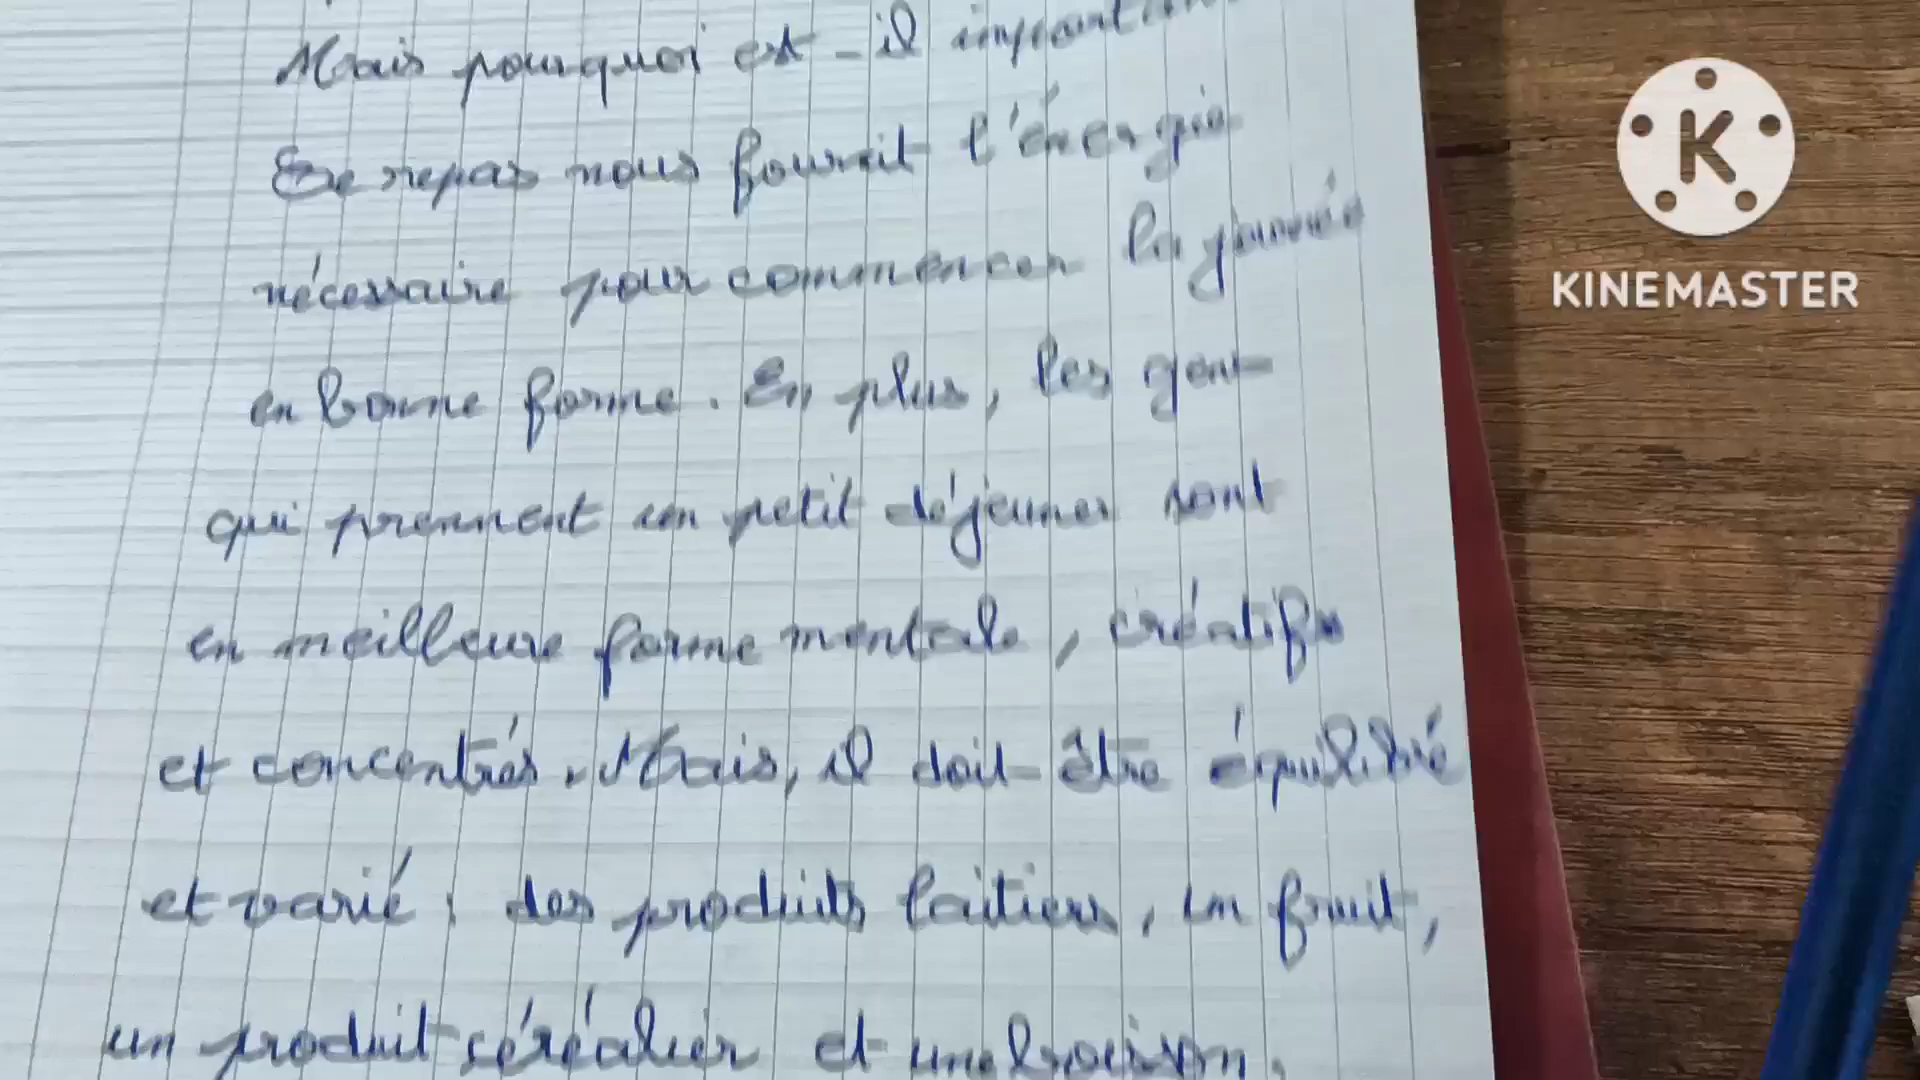 Mais pourquoi est-il important
Ce repas nous fournit l'énergie
nécessaire pour commencer la journée
en bonne forme. En plus, les gens
qui prennent un petit déjeuner sont
en meilleure forme mentale, créatifs
et concentrés. Mais, il doit être équilibré
et varié : des produits laitiers, un fruit,
un produit céréalier et une boisson.
KINEMASTER